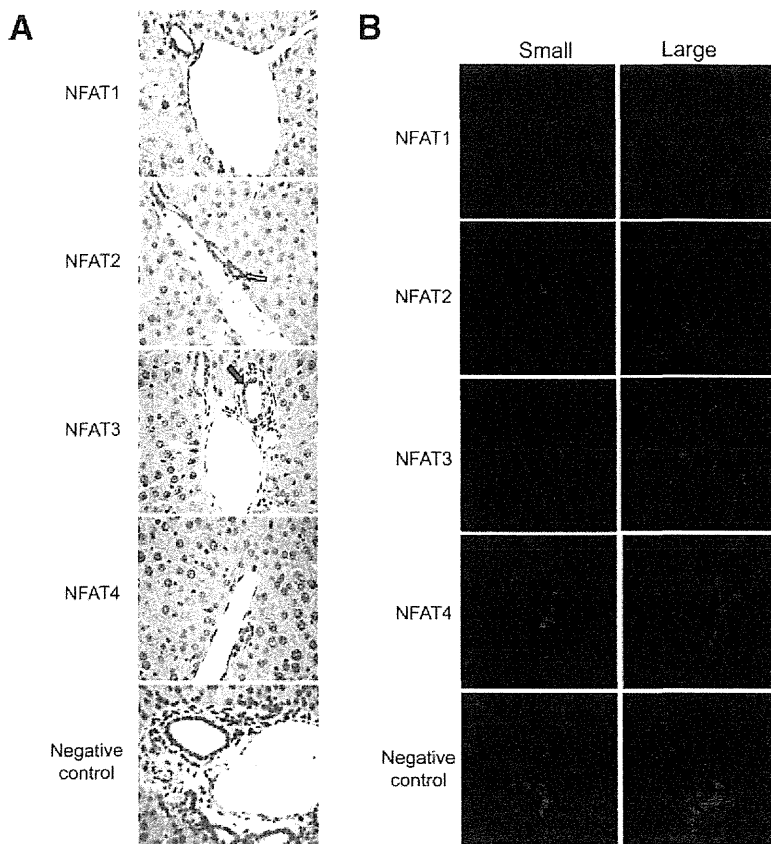 A
NFAT1
NFAT2
NFAT3
NFAT4
Negative
control
B
Small
Large
NFAT1
NFAT2
NFAT3
NFAT4
Negative
control